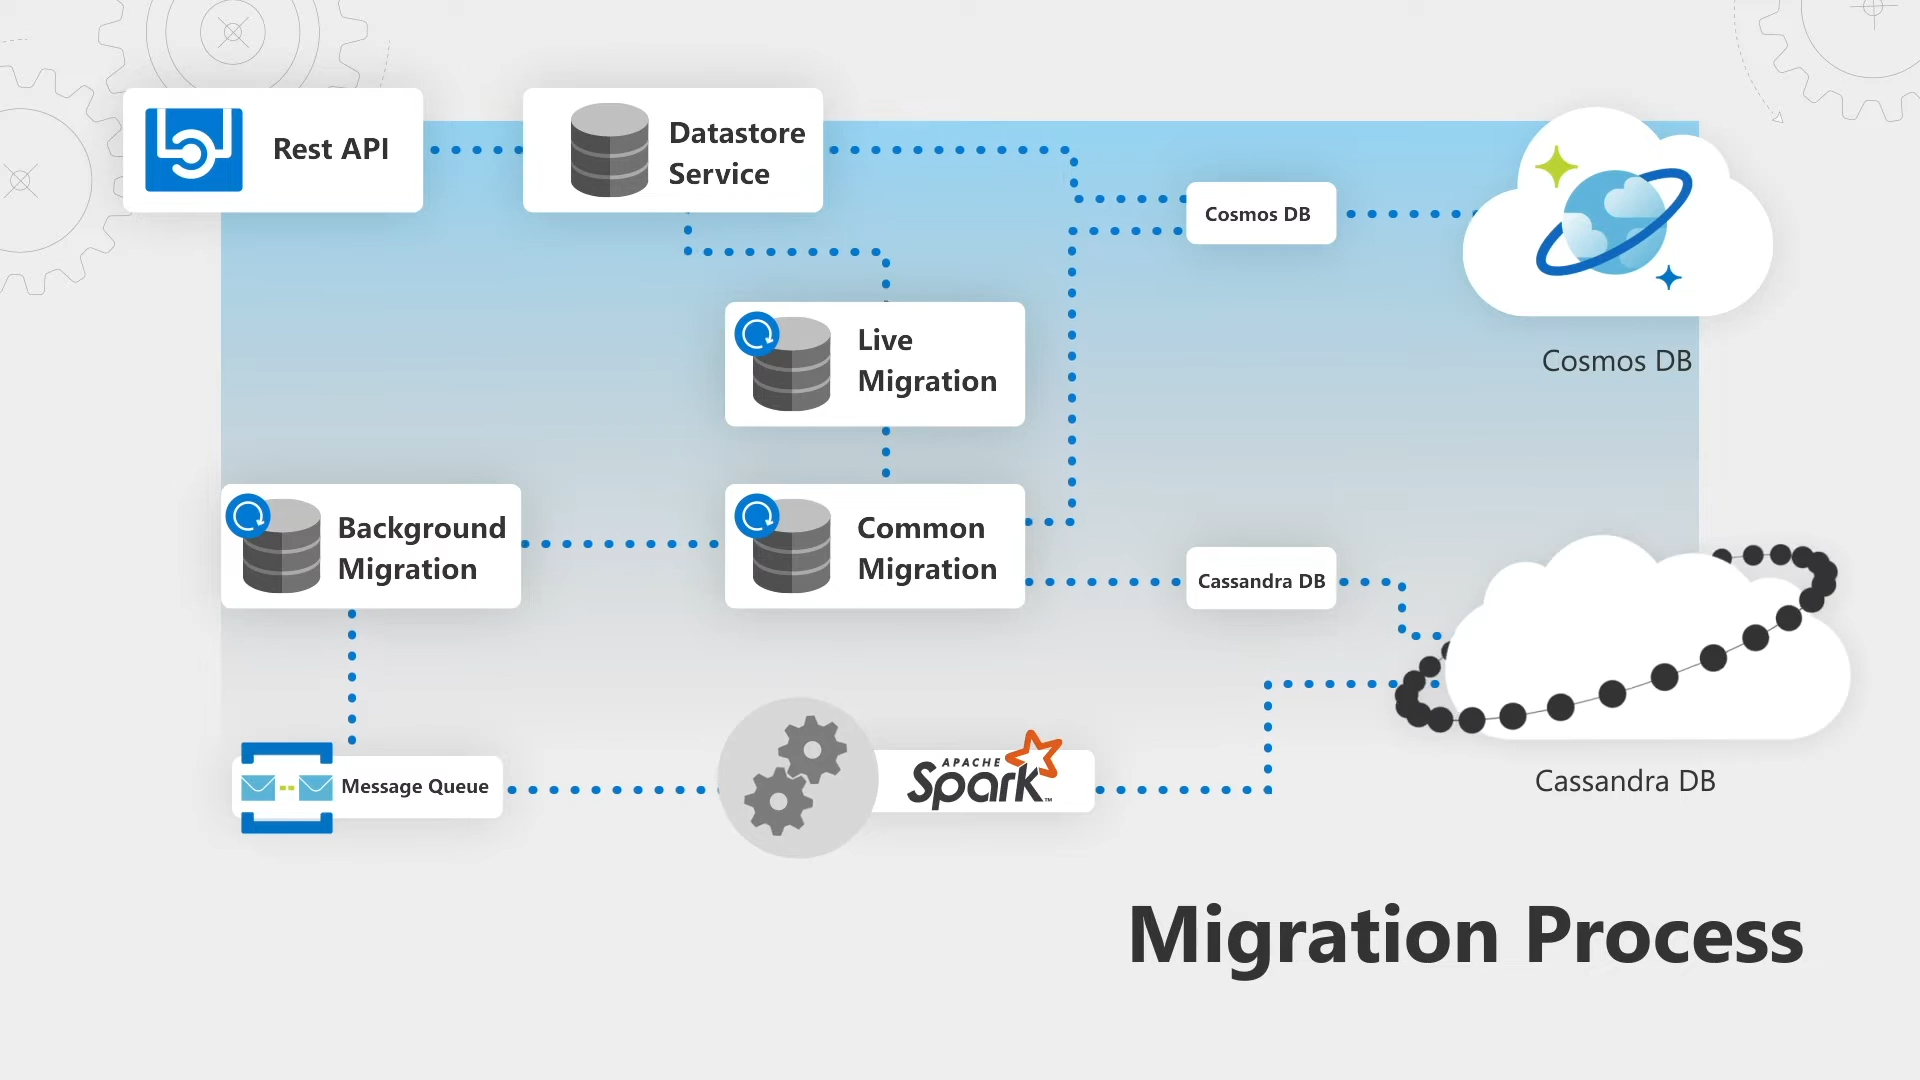 Rest API
Datastore
Service
Cosmos DB
Live
Migration
Cosmos DB
Background
Migration
Common
Migration
Cassandra DB
Message Queue
APACHE
Spark™
Cassandra DB
Migration Process